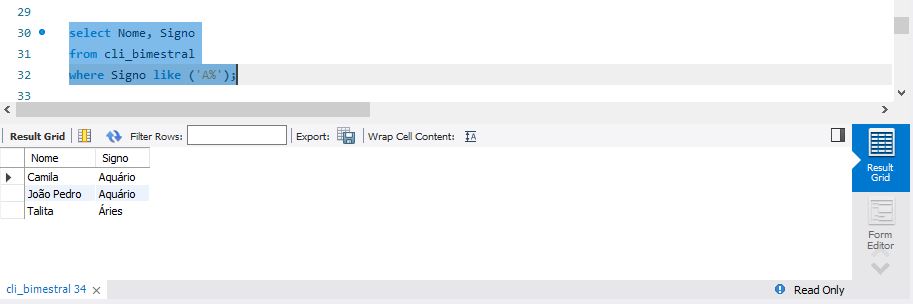 29
30 select Nome, Signo
31 from cli_bimestral
32 where Signo like ('A%');
33
Result Grid Filter Rows: Export: Wrap Cell Content: IA
Nome Signo
Camila Aquário
João Pedro Aquário
Talita Áries
Result
Grid
Form
Editor
cli_bimestral 34 × Read Only